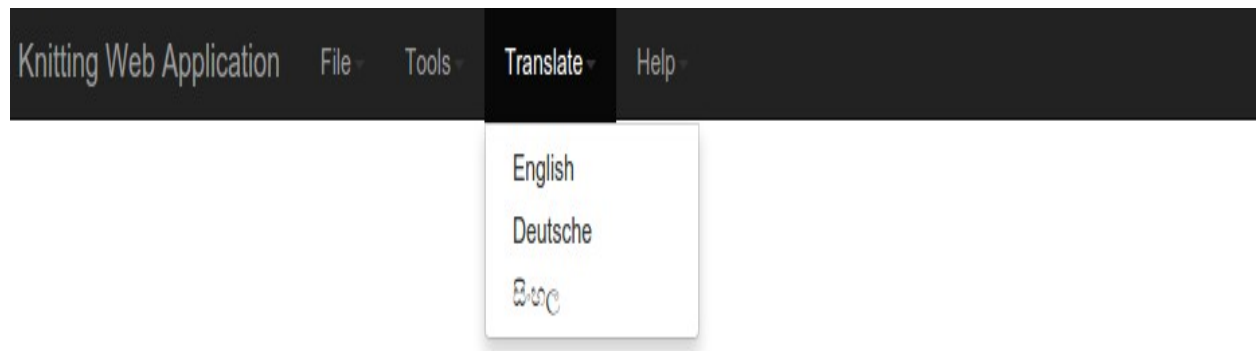 Knitting Web Application File Tools Translate Help
English
Deutsche
සිංහල